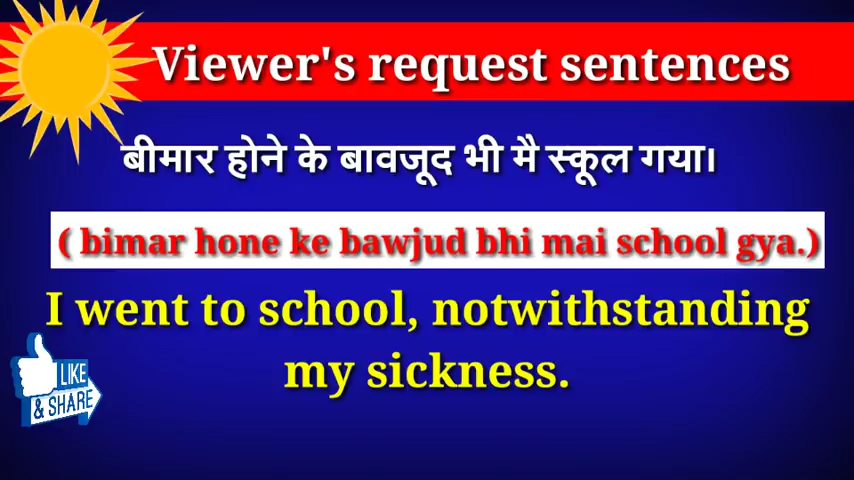 Viewer's request sentences
बीमार होने के बावजूद भी मै स्कूल गया।
( bimar hone ke bawjud bhi mai school gya.)
I went to school, notwithstanding
my sickness.
LIKE
& SHARE